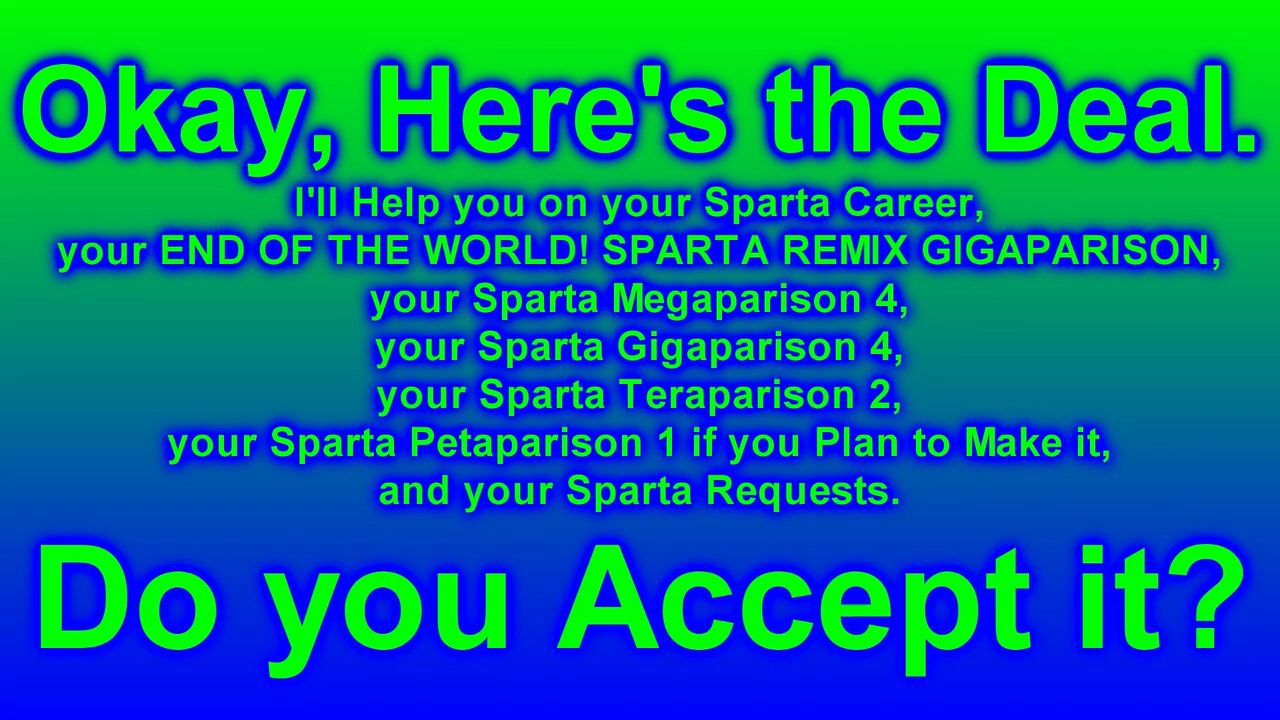 Okay, Here's the Deal.
I'll Help you on your Sparta Career,
your END OF THE WORLD! SPARTA REMIX GIGAPARISON,
your Sparta Megaparison 4,
your Sparta Gigaparison 4,
your Sparta Teraparison 2,
your Sparta Petaparison 1 if you Plan to Make it,
and your Sparta Requests.
Do you Accept it?